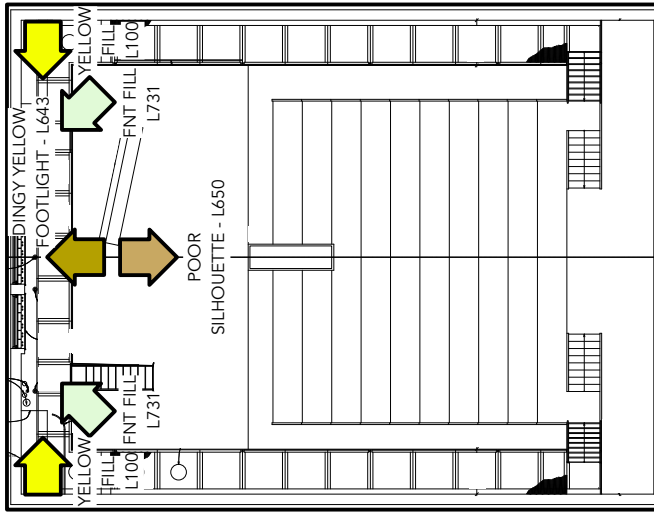 DINGY YELLOW
FOOTLIGHT - L643
YELLOW
FILL
L100
FNT FILL
L731
POOR
SILHOUETTE - L650
YELLOW
FILL
L100
FNT FILL
L731